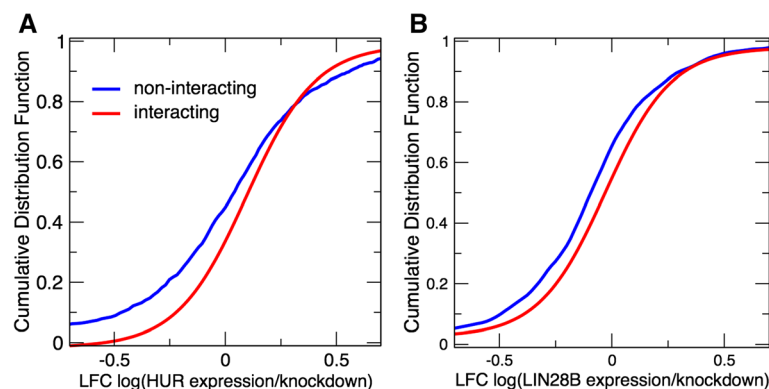 A
Cumulative Distribution Function
1
0.8
0.6
0.4
0.2
0
non-interacting
interacting
-0.5
0
0.5
LFC log(HUR expression/knockdown)
B
Cumulative Distribution Function
1
0.8
0.6
0.4
0.2
0
-0.5
0
0.5
LFC log(LIN28B expression/knockdown)